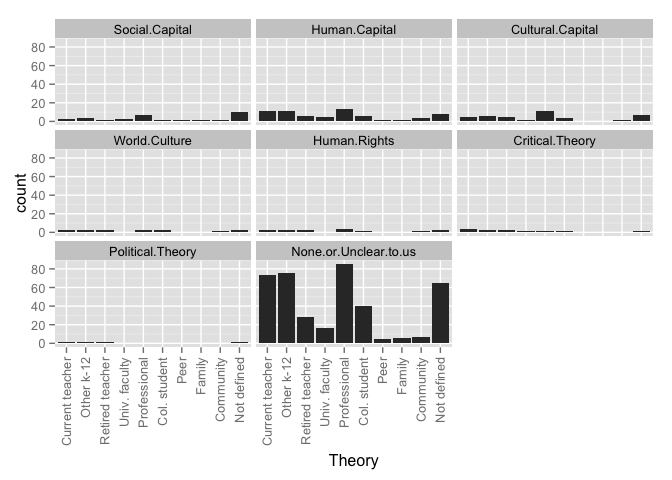 Social.Capital Human.Capital Cultural.Capital
80
60
40
20
0
World.Culture Human.Rights Critical.Theory
80
60
40
20
0
count
Political.Theory None.or.Unclear.to.us
80
60
40
20
0
Current teacher Other k-12 Retired teacher Univ. faculty Professional Col. student Peer Family Community Not defined
Current teacher Other k-12 Retired teacher Univ. faculty Professional Col. student Peer Family Community Not defined
Theory